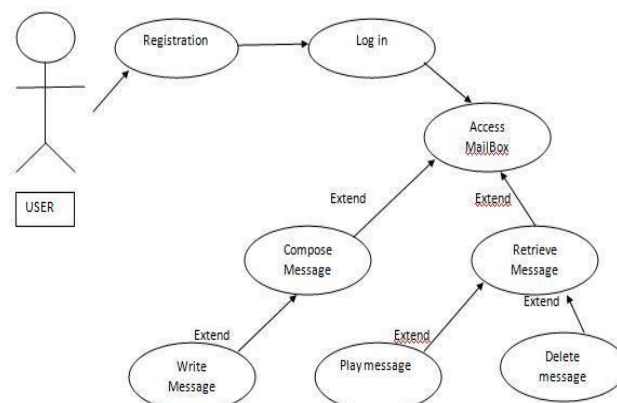 Registration
Log in
Access
MailBox
USER
Extend
Extend
Compose
Message
Retrieve
Message
Extend
Extend
Extend
Write
Message
Play message
Delete
message